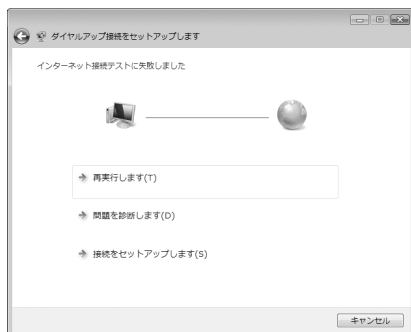 ダイヤルアップ接続をセットアップします
インターネット接続テストに失敗しました
再実行します(T)
問題を診断します(D)
接続をセットアップします(S)
キャンセル